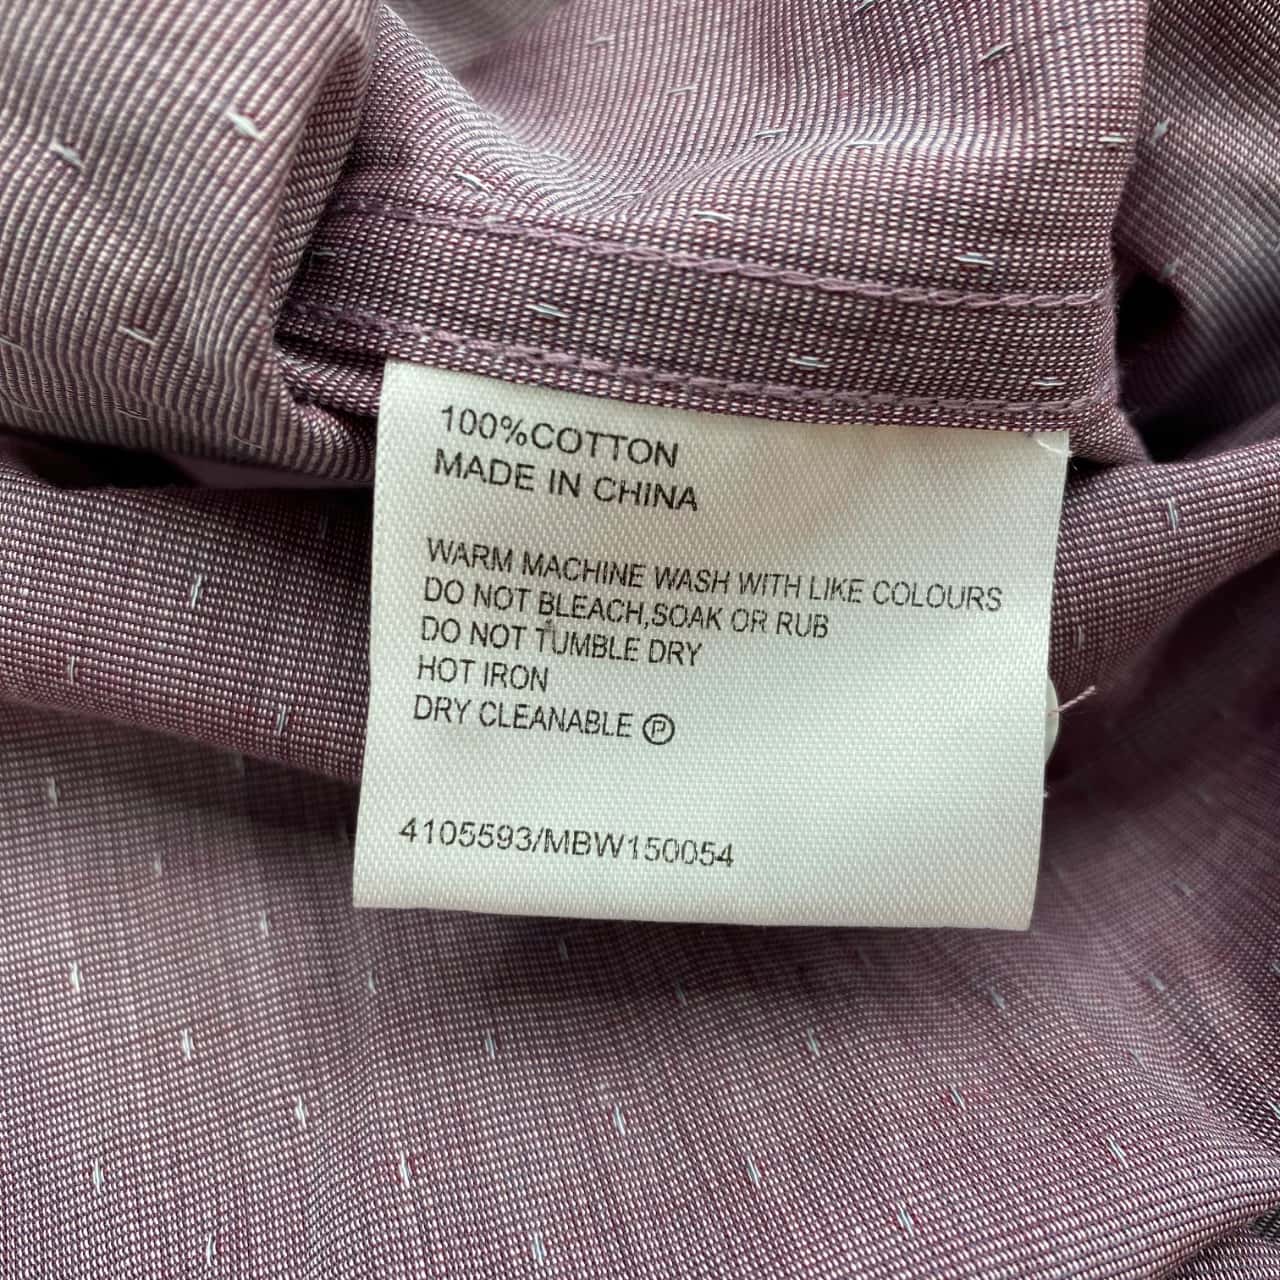 100%COTTON
MADE IN CHINA
WARM MACHINE WASH WITH LIKE COLOURS
DO NOT BLEACH,SOAK OR RUB
DO NOT TUMBLE DRY
HOT IRON
DRY CLEANABLE Ⓟ
4105593/MBW150054